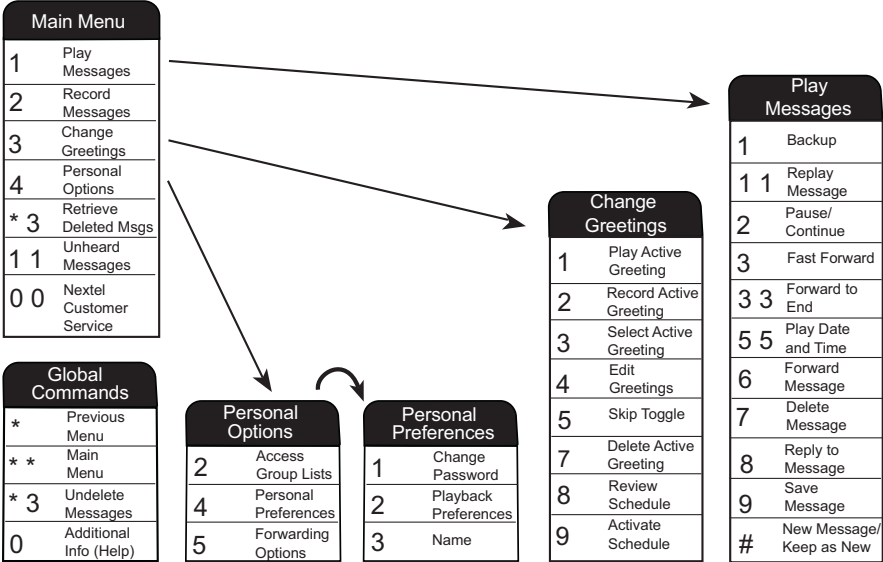 Main Menu
1 Play
Messages
2 Record
Messages
3 Change
Greetings
4 Personal
Options
* 3 Retrieve
Deleted Msgs
1 1 Unheard
Messages
0 0 Nextel
Customer
Service
Global
Commands
* Previous
Menu
* * Main
Menu
* 3 Undelete
Messages
0 Additional
Info (Help)
Personal
Options
2 Access
Group Lists
4 Personal
Preferences
5 Forwarding
Options
Personal
Preferences
1 Change
Password
2 Playback
Preferences
3 Name
Change
Greetings
1 Play Active
Greeting
2 Record Active
Greeting
3 Select Active
Greeting
4 Edit
Greetings
5 Skip Toggle
7 Delete Active
Greeting
8 Review
Schedule
9 Activate
Schedule
Play
Messages
1 Backup
1 1 Replay
Message
2 Pause/
Continue
3 Fast Forward
3 3 Forward to
End
5 5 Play Date
and Time
6 Forward
Message
7 Delete
Message
8 Reply to
Message
9 Save
Message
# New Message/
Keep as New